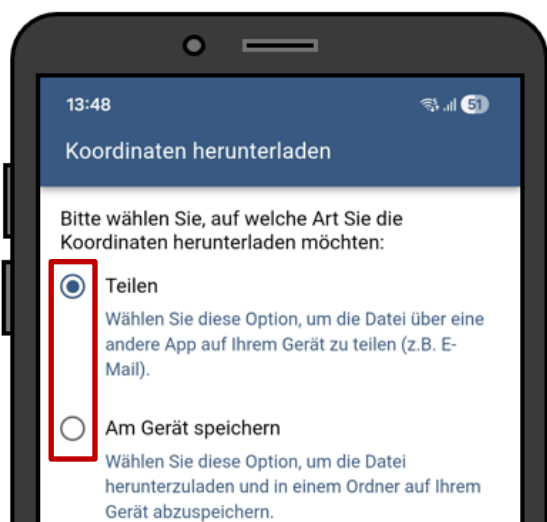 13:48 51
Koordinaten herunterladen
Bitte wählen Sie, auf welche Art Sie die
Koordinaten herunterladen möchten:
Teilen
Wählen Sie diese Option, um die Datei über eine
andere App auf Ihrem Gerät zu teilen (z.B. E-
Mail).
Am Gerät speichern
Wählen Sie diese Option, um die Datei
herunterzuladen und in einem Ordner auf Ihrem
Gerät abzuspeichern.